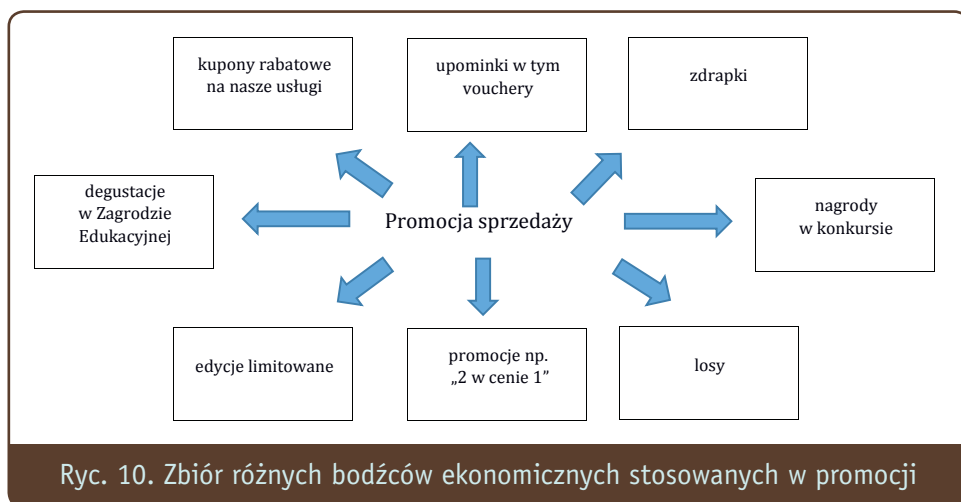 kupony rabatowe
na nasze usługi
upominki w tym
vouchery
zdrapki
degustacje
w Zagrodzie
Edukacyjnej
Promocja sprzedaży
nagrody
w konkursie
edycje limitowane
promocje np.
„2 w cenie 1”
losy
Ryc. 10. Zbiór różnych bodźców ekonomicznych stosowanych w promocji